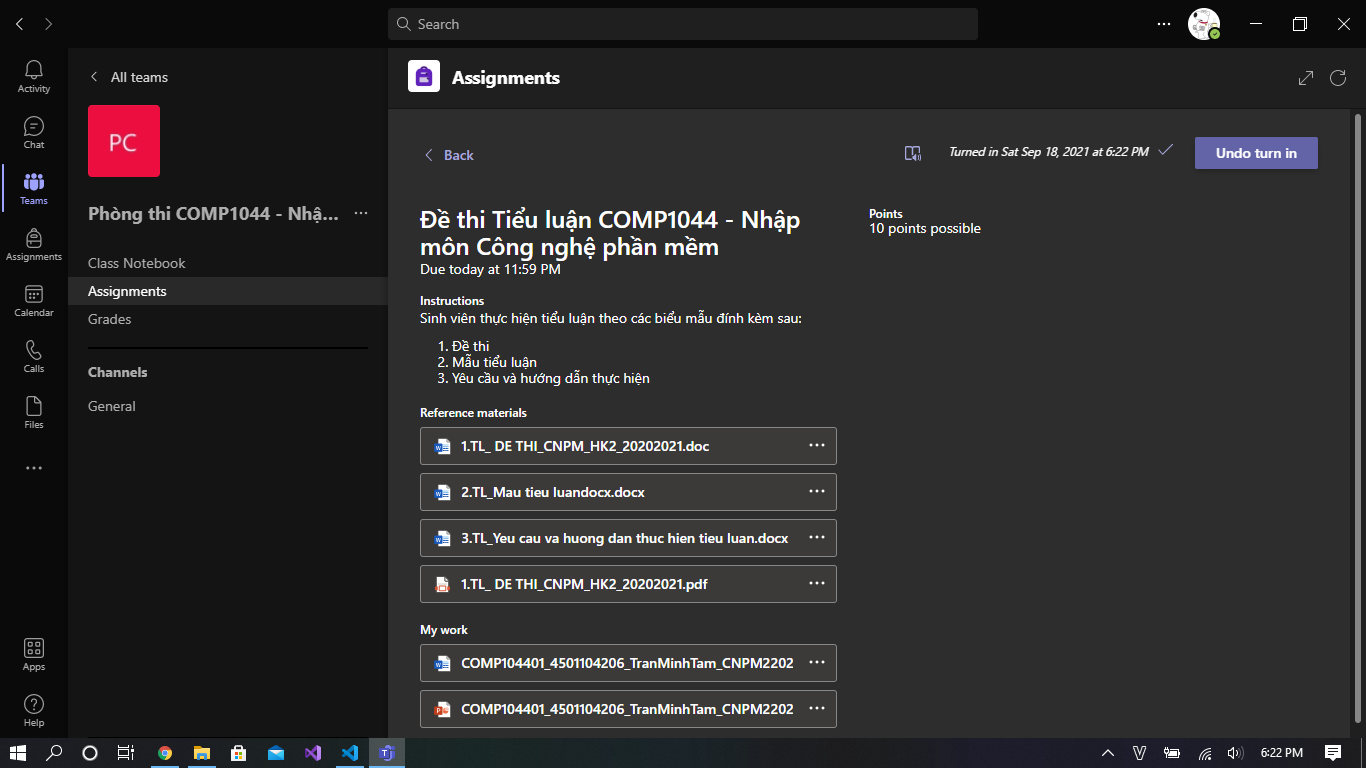 Search
Activity
Chat
Teams
Assignments
Calendar
Calls
Files
Apps
Help
All teams
PC
Phòng thi COMP1044 - Nhậ...
Class Notebook
Assignments
Grades
Channels
General
Assignments
Back
Turned in Sat Sep 18, 2021 at 6:22 PM
Undo turn in
Đề thi Tiểu luận COMP1044 - Nhập
môn Công nghệ phần mềm
Due today at 11:59 PM
Points
10 points possible
Instructions
Sinh viên thực hiện tiểu luận theo các biểu mẫu đính kèm sau:
1. Đề thi
2. Mẫu tiểu luận
3. Yêu cầu và hướng dẫn thực hiện
Reference materials
1.TL_ DE THI_CNPM_HK2_20202021.doc
2.TL_Mau tieu luandocx.docx
3.TL_Yeu cau va huong dan thuc hien tieu luan.docx
1.TL_ DE THI_CNPM_HK2_20202021.pdf
My work
COMP104401_4501104206_TranMinhTam_CNPM2202
COMP104401_4501104206_TranMinhTam_CNPM2202
6:22 PM